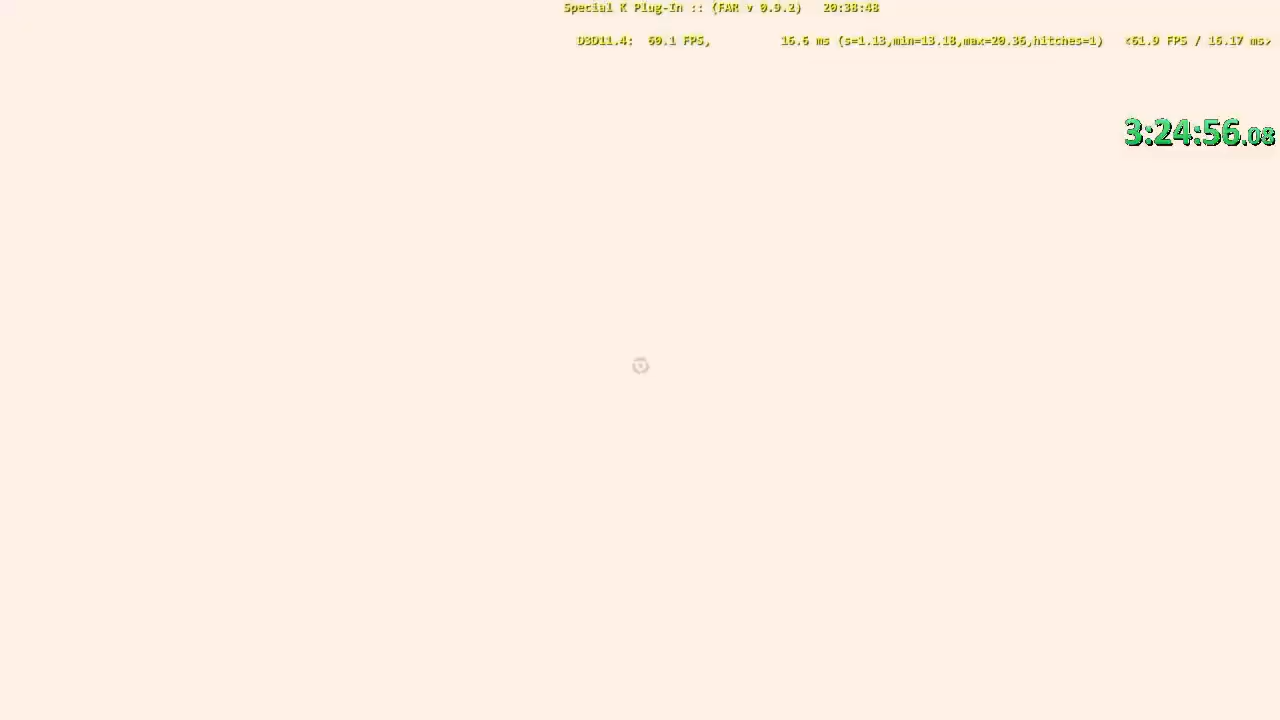 Special K Plug-In :: (FAR v 0.9.2) 20:38:48
D3D11.4: 60.1 FPS, 16.6 ms (s=1.13,min=13.18,max=20.36,hitches=1) <61.9 FPS / 16.17 ms>
3:24:56.08